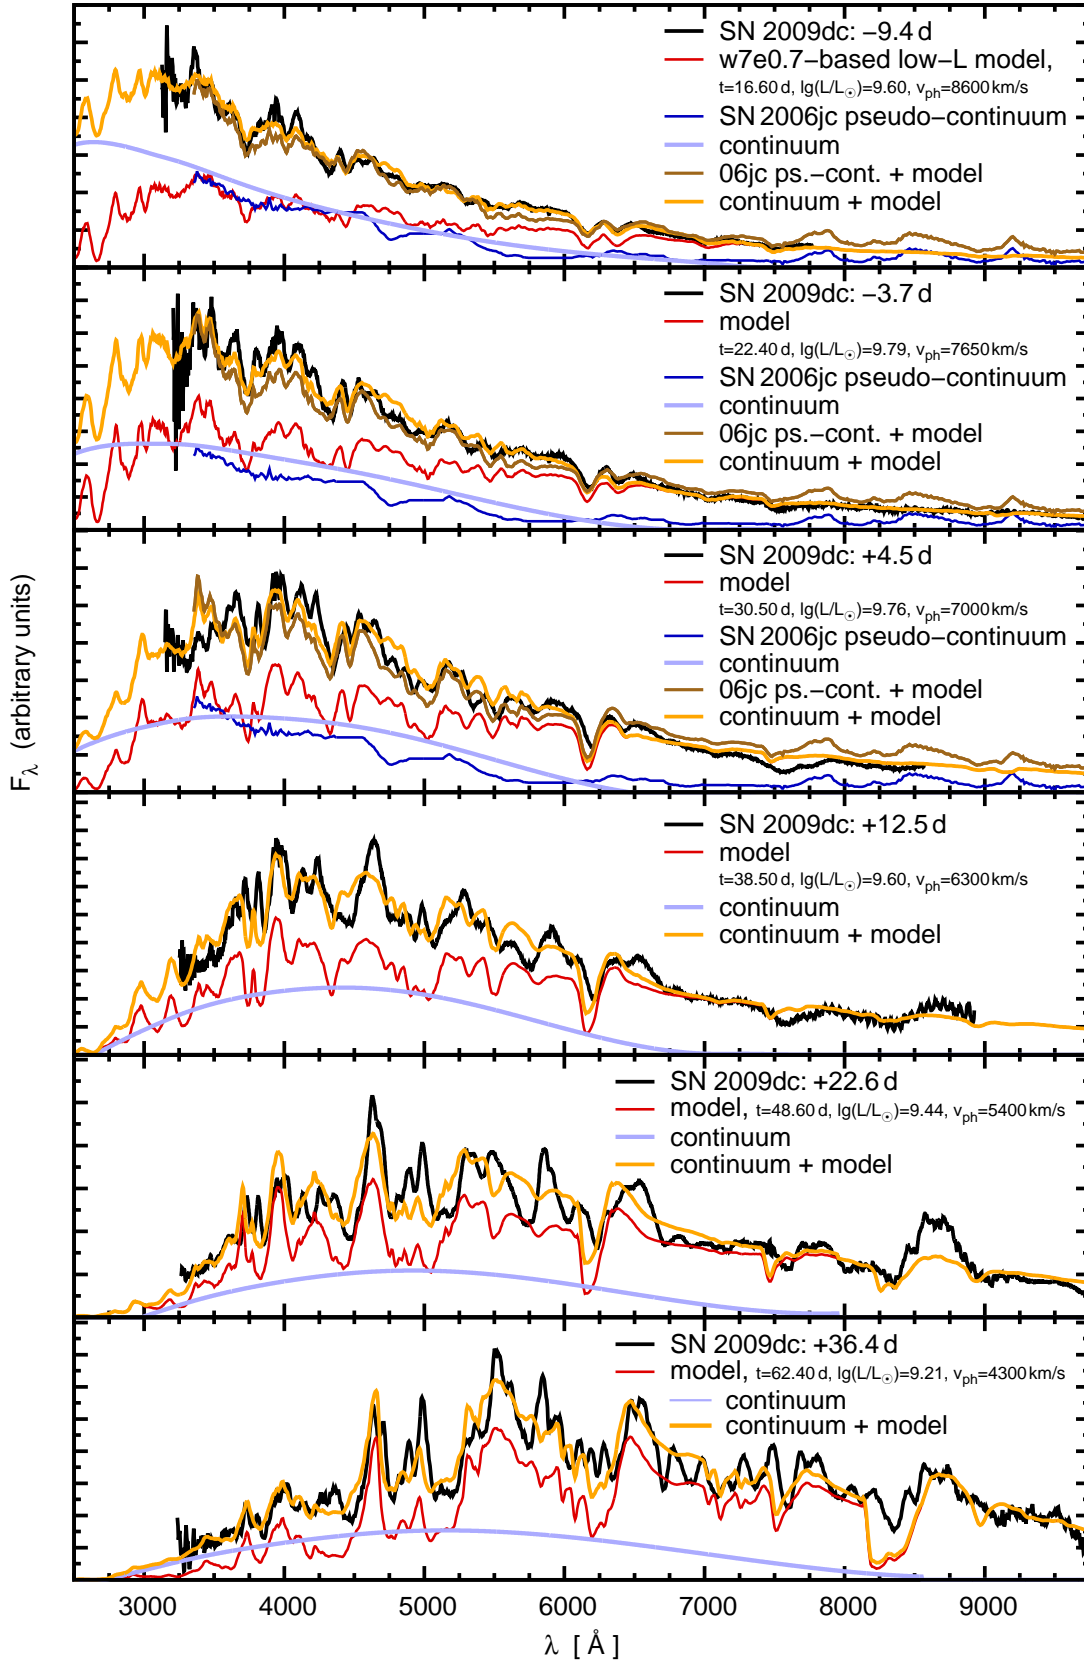 SN 2009dc: −9.4 d
w7e0.7−based low−L model,
t=16.60 d, lg(L/L☉)=9.60, vph=8600 km/s
SN 2006jc pseudo−continuum
continuum
06jc ps.−cont. + model
continuum + model
SN 2009dc: −3.7 d
model
t=22.40 d, lg(L/L☉)=9.79, vph=7650 km/s
SN 2006jc pseudo−continuum
continuum
06jc ps.−cont. + model
continuum + model
SN 2009dc: +4.5 d
model
t=30.50 d, lg(L/L☉)=9.76, vph=7000 km/s
SN 2006jc pseudo−continuum
continuum
06jc ps.−cont. + model
continuum + model
Fλ (arbitrary units)
SN 2009dc: +12.5 d
model
t=38.50 d, lg(L/L☉)=9.60, vph=6300 km/s
continuum
continuum + model
SN 2009dc: +22.6 d
model, t=48.60 d, lg(L/L☉)=9.44, vph=5400 km/s
continuum
continuum + model
SN 2009dc: +36.4 d
model, t=62.40 d, lg(L/L☉)=9.21, vph=4300 km/s
continuum
continuum + model
3000 4000 5000 6000 7000 8000 9000
λ [ Å ]